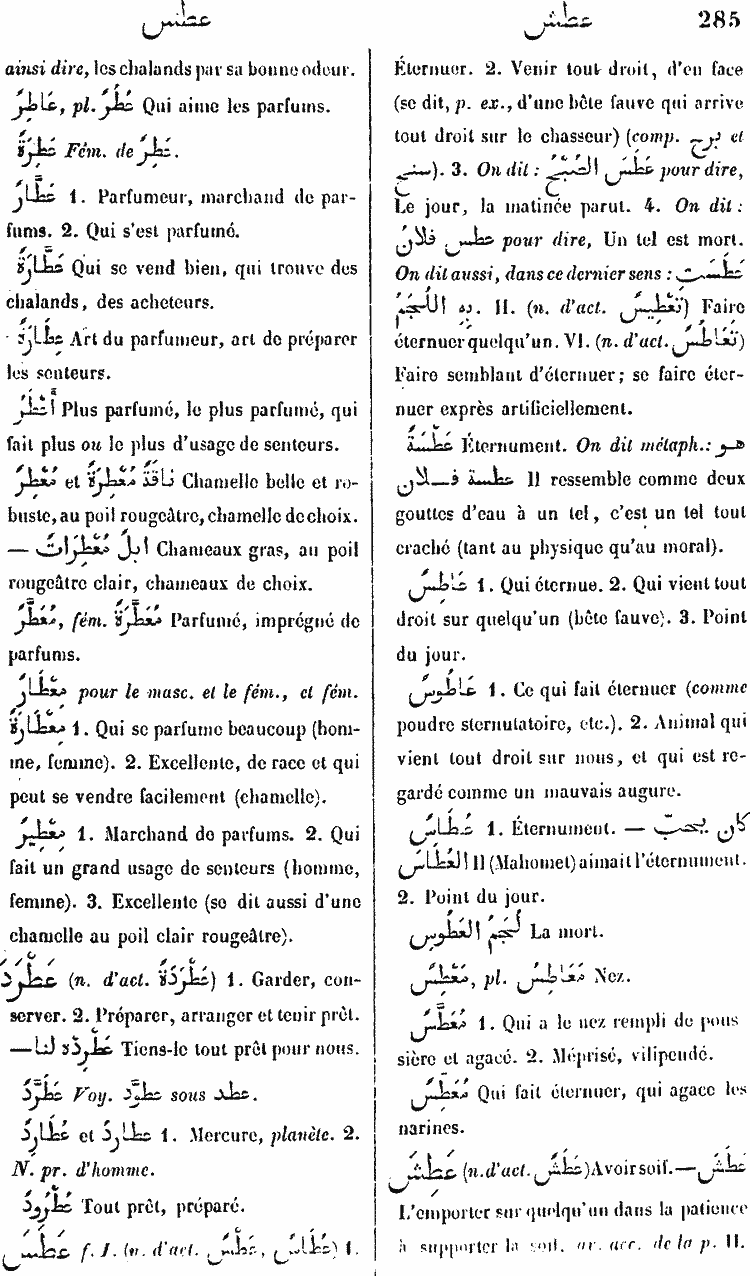 عطس
عطش 285
ainsi dire, les chalands par sa bonne odeur.
عَاطِرٌ, pl. عُطُرٌ Qui aime les parfums.
عَطِرَةٌ Fém. de عَطِرٌ.
عَطَّارٌ 1. Parfumeur, marchand de par-
fums. 2. Qui s'est parfumé.
عَطَّارَةٌ Qui se vend bien, qui trouve des
chalands, des acheteurs.
عِطَارَةٌ Art du parfumeur, art de préparer
les senteurs.
أَعْطَرُ Plus parfumé, le plus parfumé, qui
fait plus ou le plus d'usage de senteurs.
مُعْطِرٌ et نَاقَةٌ مُعْطِرَةٌ Chamelle belle et ro-
buste, au poil rougeâtre, chamelle de choix.
— ابلٌ مُعْطِرَاتٌ Chameaux gras, au poil
rougeâtre clair, chameaux de choix.
مُعَطَّرٌ, fém. مُعَطَّرَةٌ Parfumé, imprégné de
parfums.
مِعْطَارٌ pour le masc. et le fém., et fém.
مِعْطَارَةٌ 1. Qui se parfume beaucoup (hom-
me, femme). 2. Excellente, de race et qui
peut se vendre facilement (chamelle).
مِعْطِيرٌ 1. Marchand de parfums. 2. Qui
fait un grand usage de senteurs (homme,
femme). 3. Excellente (se dit aussi d'une
chamelle au poil clair rougeâtre).
عَطْرَدَ (n. d'act. عَطْرَدَةٌ) 1. Garder, con-
server. 2. Préparer, arranger et tenir prêt.
— عَطْرِدْهُ لنا Tiens-le tout prêt pour nous.
عَطَرَّدٌ Voy. عطوّد sous عطد.
عُطَارِدٌ et عطاردُ 1. Mercure, planète. 2.
N. pr. d'homme.
عُطْرُودٌ Tout prêt, préparé.
عَطَسَ f. I. (n. d'act. عَطْسٌ, عُطَاسٌ) 1.
Éternuer. 2. Venir tout droit, d'en face
(se dit, p. ex., d'une bête fauve qui arrive
tout droit sur le chasseur) (comp. برح et
سنح). 3. On dit : عَطَسَ الصُّبْحُ pour dire,
Le jour, la matinée parut. 4. On dit :
عطس فلانٌ pour dire, Un tel est mort.
On dit aussi, dans ce dernier sens : عَطَسَتْ
به اللُّجَمُ. II. (n. d'act. تَعْطِيسٌ) Faire
éternuer quelqu'un. VI. (n. d'act. تَعَاطُسٌ)
Faire semblant d'éternuer; se faire éter-
nuer exprès artificiellement.
عَطْسَةٌ Éternument. On dit métaph.: هو
عطسة فلان Il ressemble comme deux
gouttes d'eau à un tel, c'est un tel tout
craché (tant au physique qu'au moral).
عَاطِسٌ 1. Qui éternue. 2. Qui vient tout
droit sur quelqu'un (bête fauve). 3. Point
du jour.
عَاطُوسٌ 1. Ce qui fait éternuer (comme
poudre sternutatoire, etc.). 2. Animal qui
vient tout droit sur nous, et qui est re-
gardé comme un mauvais augure.
عُطَاسٌ 1. Éternument. — كان يحبّ
العُطَاسَ Il (Mahomet) aimait l'éternument.
2. Point du jour.
لُجَمُ العَطُوسِ La mort.
مَعْطِسٌ, pl. مَعَاطِسُ Nez.
مُعَطَّسٌ 1. Qui a le nez rempli de pous
sière et agacé. 2. Méprisé, vilipendé.
مُعَطِّسٌ Qui fait éternuer, qui agace les
narines.
عَطِشَ (n. d'act. عَطَشٌ) Avoir soif. — عَطَشَ
L'emporter sur quelqu'un dans la patience
à supporter la soif, av. acc. de la p. II.